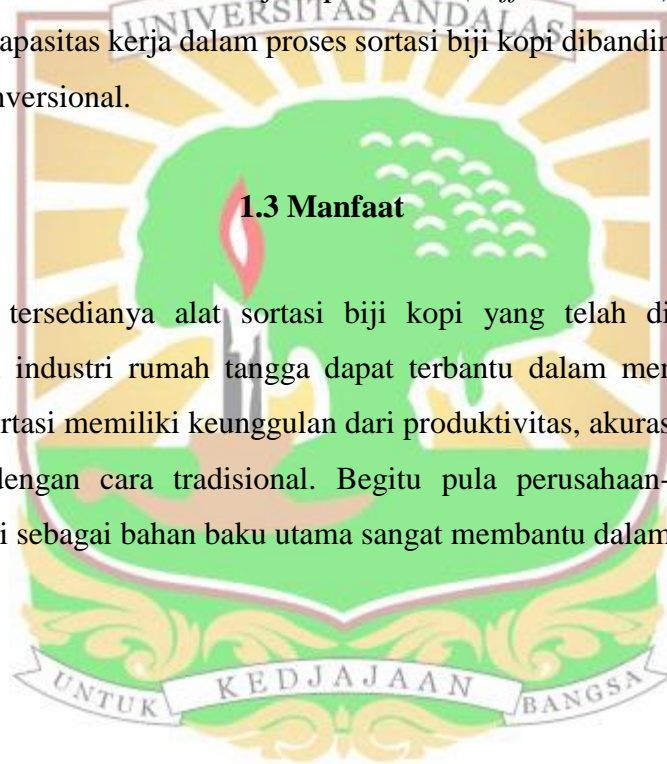 UNIVERSITAS ANDALAS
apasitas kerja dalam proses sortasi biji kopi dibandin
nversional.
1.3 Manfaat
tersedianya alat sortasi biji kopi yang telah di
industri rumah tangga dapat terbantu dalam mer
rtasi memiliki keunggulan dari produktivitas, akuras
dengan cara tradisional. Begitu pula perusahaan-
i sebagai bahan baku utama sangat membantu dalam
UNTUK KEDJAJAAN BANGSA